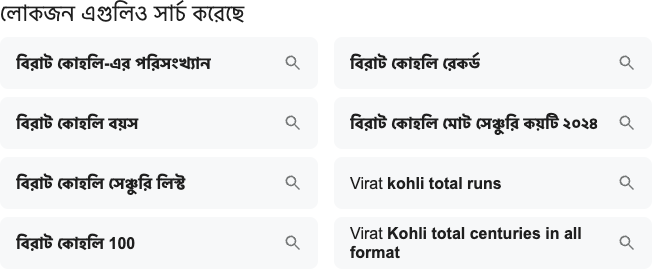 লোকজন এগুলিও সার্চ করেছে
বিরাট কোহলি-এর পরিসংখ্যান
বিরাট কোহলি রেকর্ড
বিরাট কোহলি বয়স
বিরাট কোহলি মোট সেঞ্চুরি কয়টি ২০২৪
বিরাট কোহলি সেঞ্চুরি লিস্ট
Virat kohli total runs
বিরাট কোহলি 100
Virat Kohli total centuries in all
format